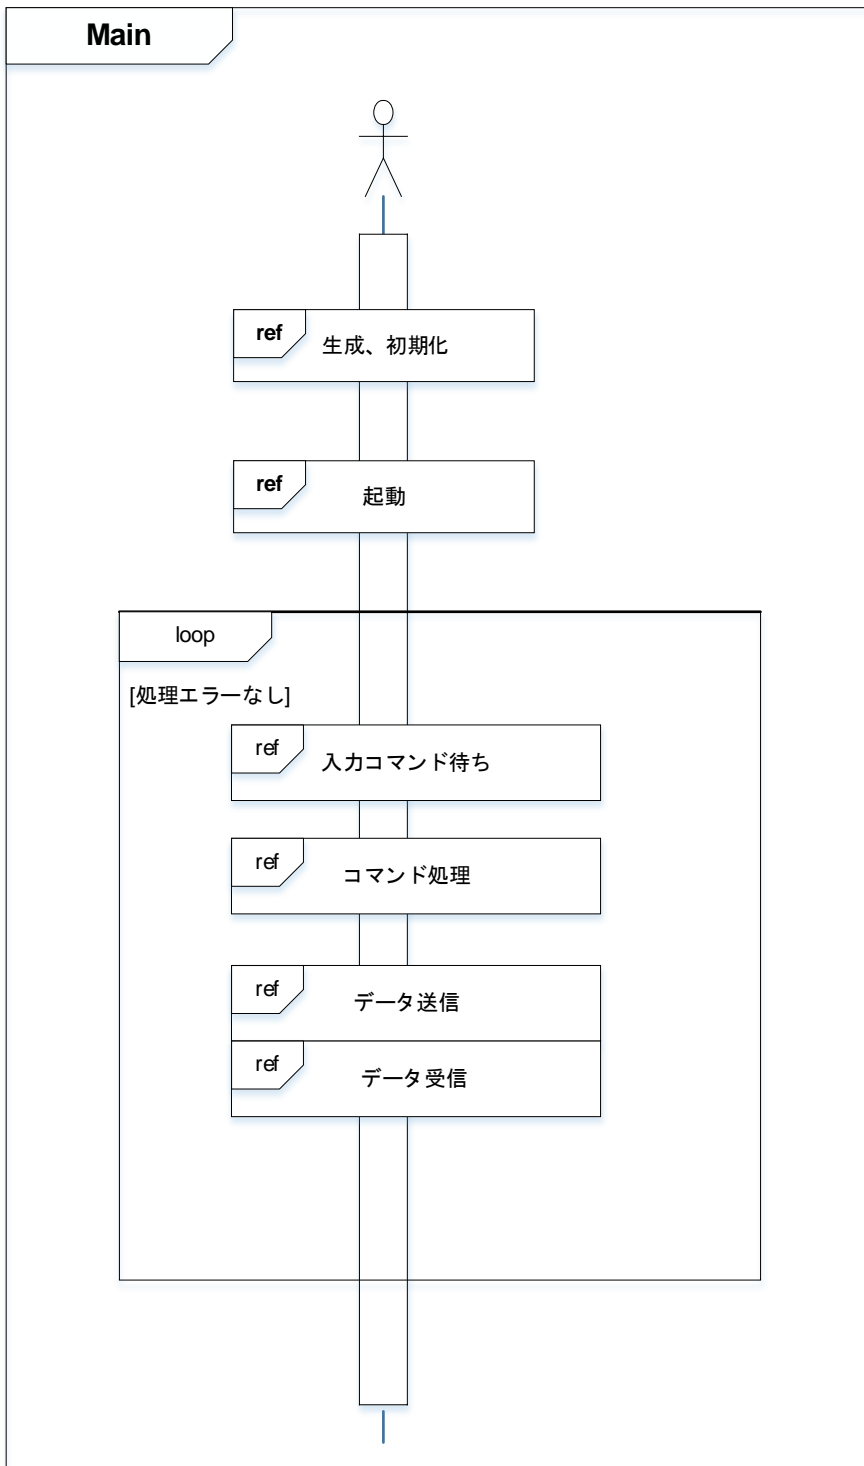 Main
ref
生成、初期化
ref
起動
loop
[処理エラーなし]
ref
入力コマンド待ち
ref
コマンド処理
ref
データ送信
ref
データ受信